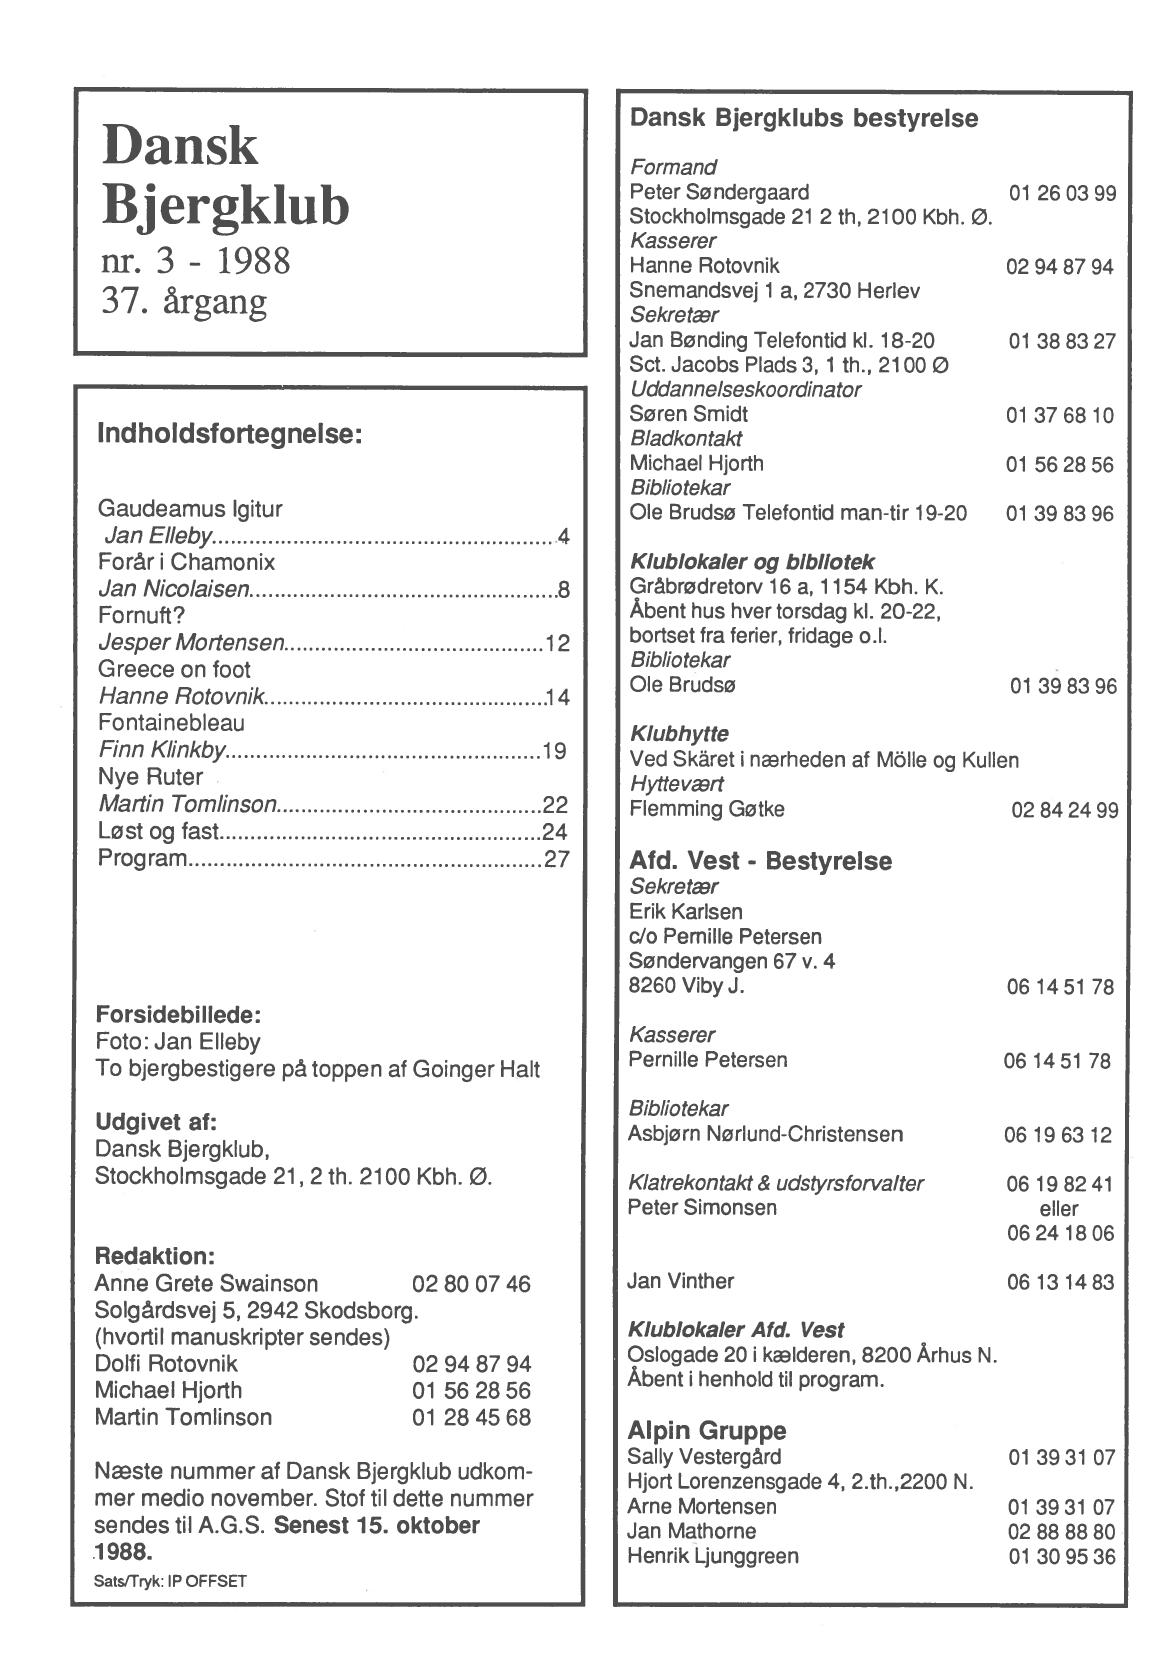 Dansk
Bjergklub
nr. 3 - 1988
37. årgang
Indholdsfortegnelse:
Gaudeamus Igitur
Jan Elleby......................................................4
Forår i Chamonix
Jan Nicolaisen.................................................8
Fornuft?
Jesper Mortensen.........................................12
Greece on foot
Hanne Rotovnik.............................................14
Fontainebleau
Finn Klinkby..................................................19
Nye Ruter
Martin Tomlinson..........................................22
Løst og fast...................................................24
Program........................................................27
Forsidebillede:
Foto: Jan Elleby
To bjergbestigere på toppen af Goinger Halt
Udgivet af:
Dansk Bjergklub,
Stockholmsgade 21, 2 th. 2100 Kbh. Ø.
Redaktion:
Anne Grete Swainson 02 80 07 46
Solgårdsvej 5, 2942 Skodsborg.
(hvortil manuskripter sendes)
Dolfi Rotovnik 02 94 87 94
Michael Hjorth 01 56 28 56
Martin Tomlinson 01 28 45 68
Næste nummer af Dansk Bjergklub udkom-
mer medio november. Stof til dette nummer
sendes til A.G.S. Senest 15. oktober
1988.
Sats/Tryk: IP OFFSET
Dansk Bjergklubs bestyrelse
Formand
Peter Søndergaard 01 26 03 99
Stockholmsgade 21 2 th, 2100 Kbh. Ø.
Kasserer
Hanne Rotovnik 02 94 87 94
Snemandsvej 1 a, 2730 Herlev
Sekretær
Jan Bønding Telefontid kl. 18-20 01 38 83 27
Sct. Jacobs Plads 3, 1 th., 2100 Ø
Uddannelseskoordinator
Søren Smidt 01 37 68 10
Bladkontakt
Michael Hjorth 01 56 28 56
Bibliotekar
Ole Brudsø Telefontid man-tir 19-20 01 39 83 96
Klublokaler og bibliotek
Gråbrødretorv 16 a, 1154 Kbh. K.
Åbent hus hver torsdag kl. 20-22,
bortset fra ferier, fridage o.l.
Bibliotekar
Ole Brudsø 01 39 83 96
Klubhytte
Ved Skäret i nærheden af Mölle og Kullen
Hyttevært
Flemming Gøtke 02 84 24 99
Afd. Vest - Bestyrelse
Sekretær
Erik Karlsen
c/o Pernille Petersen
Søndervangen 67 v. 4
8260 Viby J. 06 14 51 78
Kasserer
Pernille Petersen 06 14 51 78
Bibliotekar
Asbjørn Nørlund-Christensen 06 19 63 12
Klatrekontakt & udstyrsforvalter 06 19 82 41
Peter Simonsen eller
06 24 18 06
Jan Vinther 06 13 14 83
Klublokaler Afd. Vest
Oslogade 20 i kælderen, 8200 Århus N.
Åbent i henhold til program.
Alpin Gruppe
Sally Vestergård 01 39 31 07
Hjort Lorenzensgade 4, 2.th.,2200 N.
Arne Mortensen 01 39 31 07
Jan Mathorne 02 88 88 80
Henrik Ljunggreen 01 30 95 36